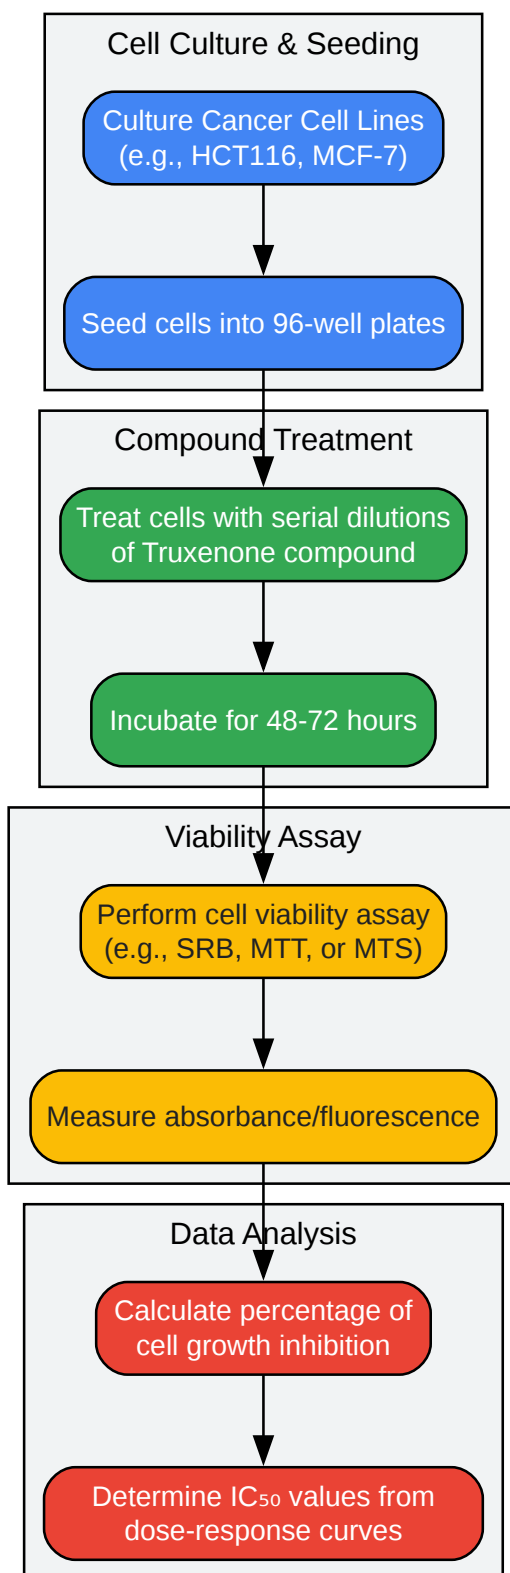 Cell Culture & Seeding
Culture Cancer Cell Lines
(e.g., HCT116, MCF-7)
Seed cells into 96-well plates
Compound Treatment
Treat cells with serial dilutions
of Truxenone compound
Incubate for 48-72 hours
Viability Assay
Perform cell viability assay
(e.g., SRB, MTT, or MTS)
Measure absorbance/fluorescence
Data Analysis
Calculate percentage of
cell growth inhibition
Determine IC₅₀ values from
dose-response curves